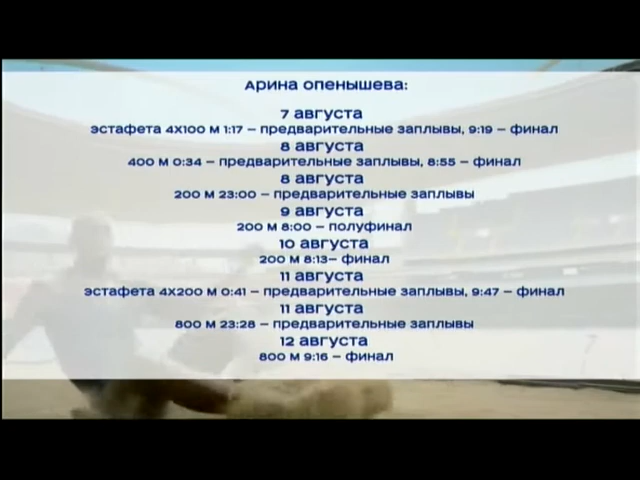 Арина Опенышева:
7 августа
эстафета 4х100 м 1:17 – предварительные заплывы, 9:19 – финал
8 августа
400 м 0:34 – предварительные заплывы, 8:55 – финал
8 августа
200 м 23:00 – предварительные заплывы
9 августа
200 м 8:00 – полуфинал
10 августа
200 м 8:13– финал
11 августа
эстафета 4х200 м 0:41 – предварительные заплывы, 9:47 – финал
11 августа
800 м 23:28 – предварительные заплывы
12 августа
800 м 9:16 – финал